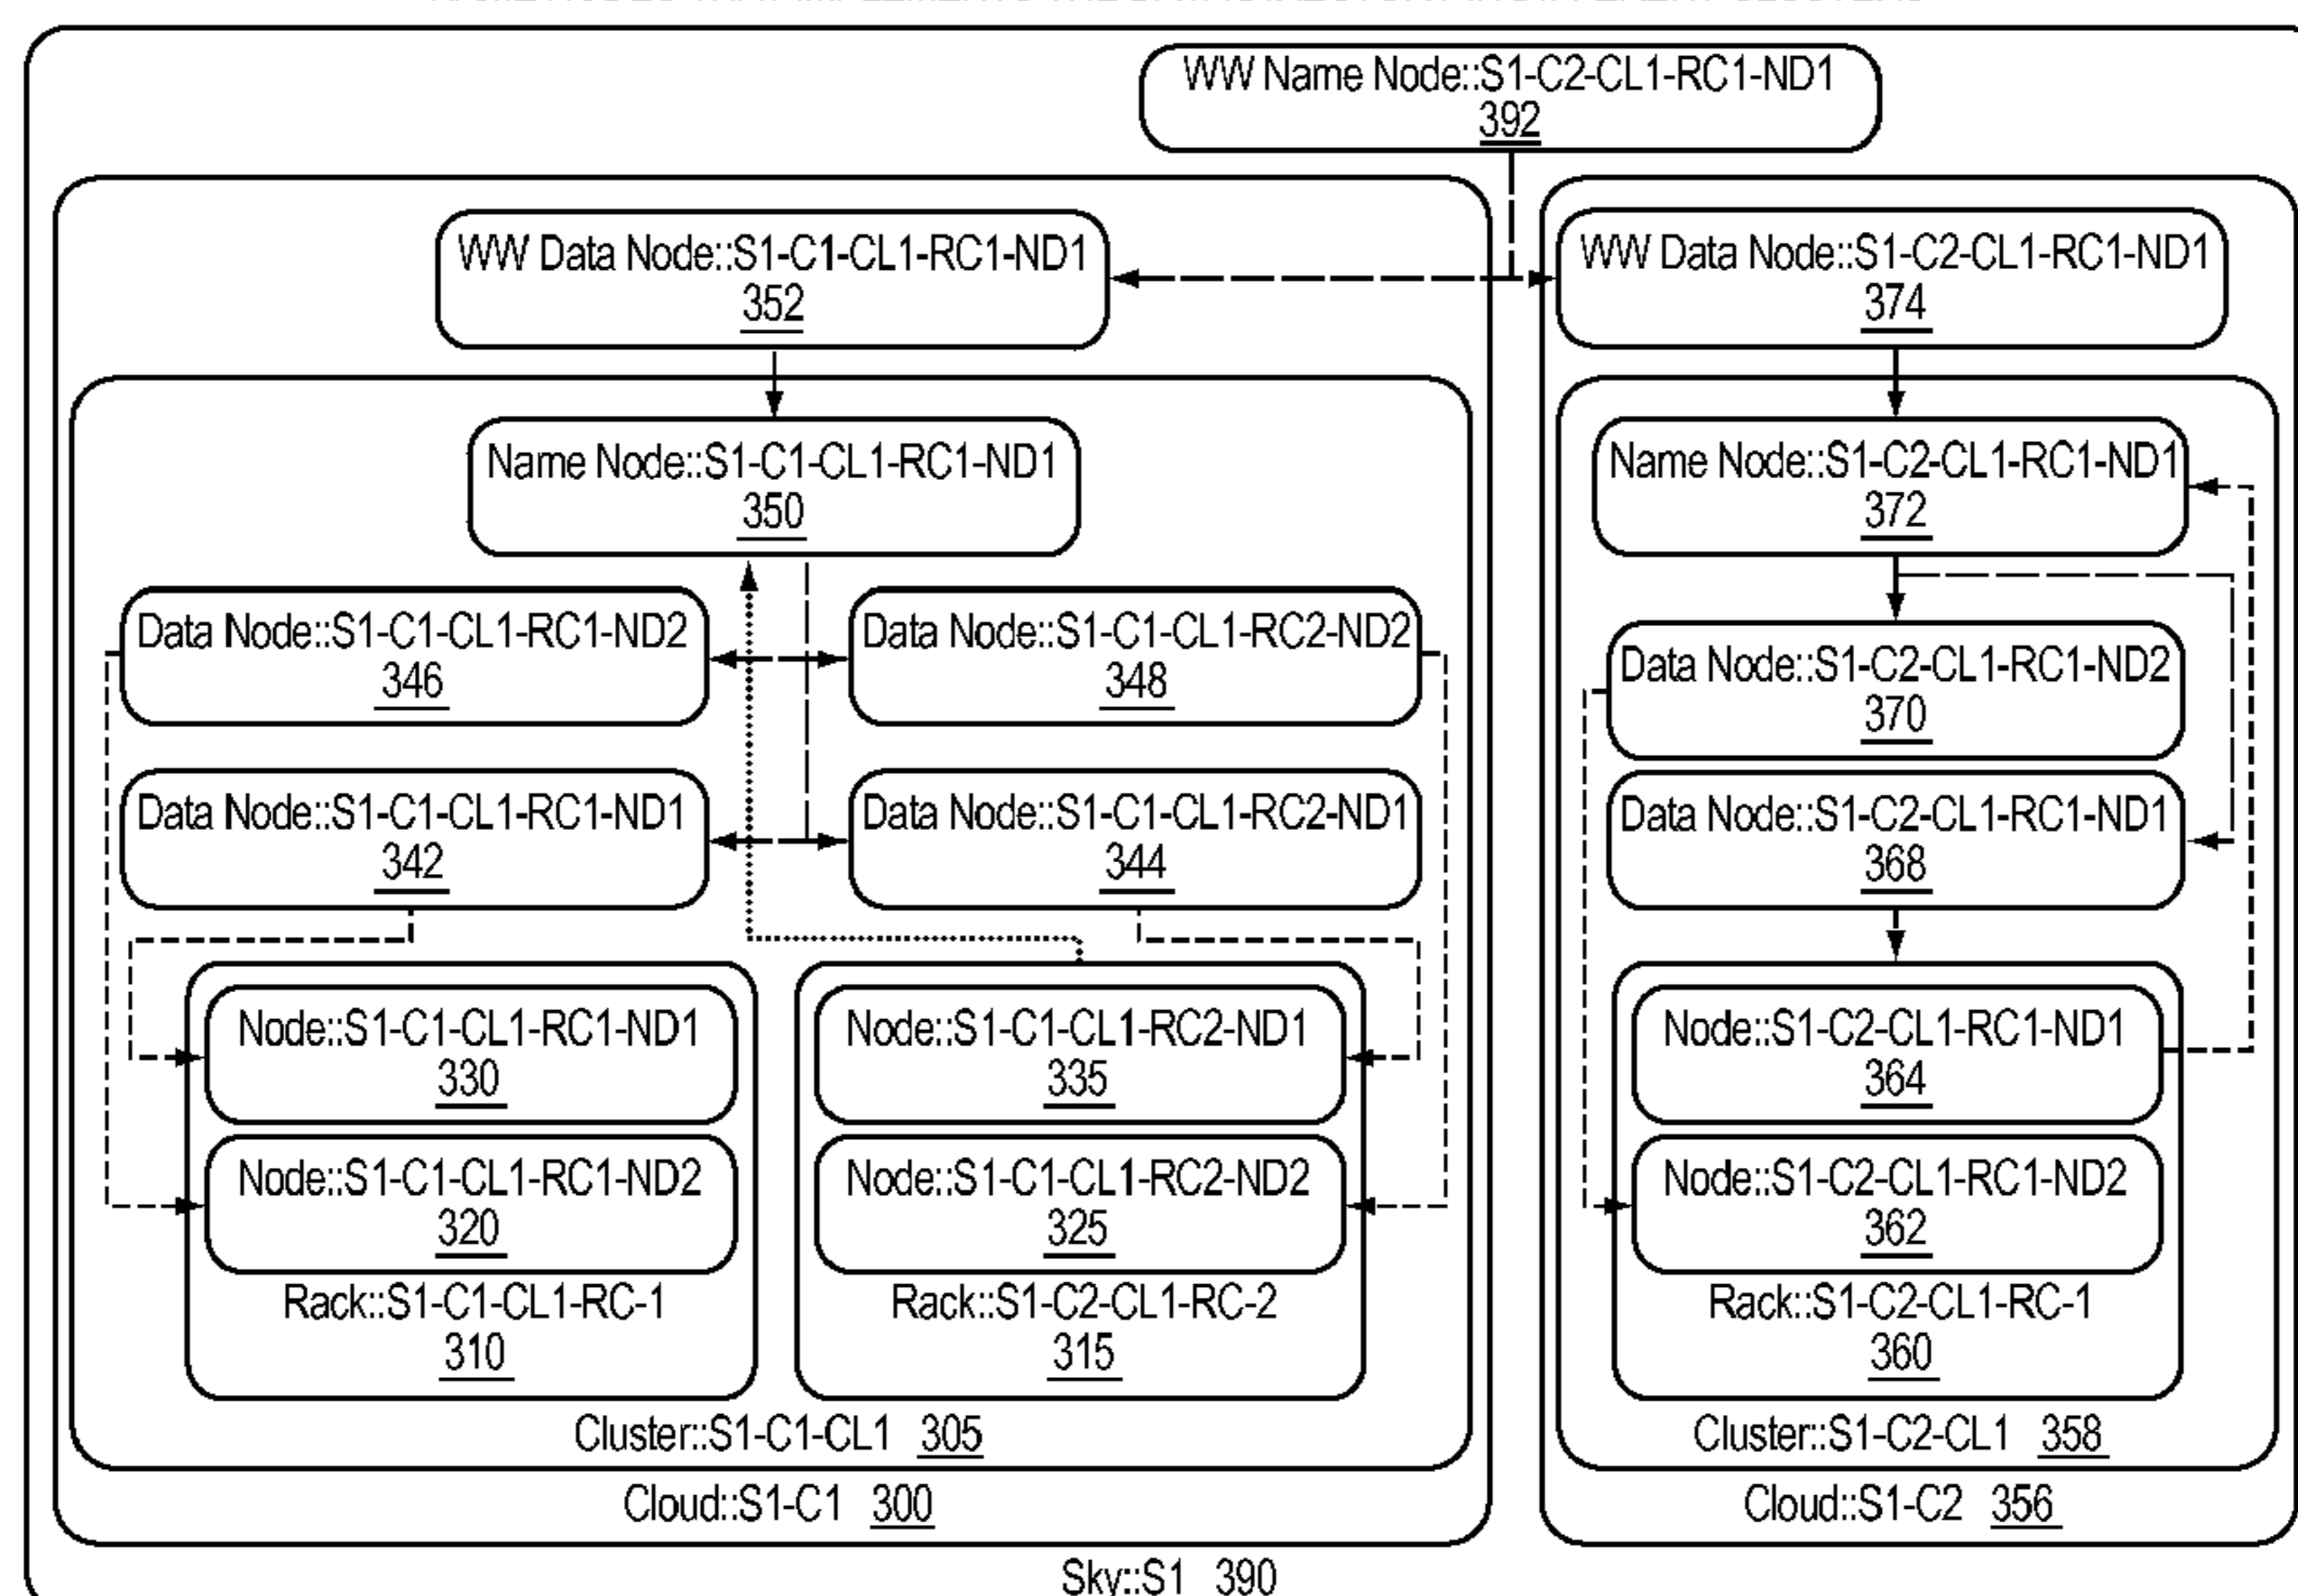 WW Name Node::S1-C2-CL1-RC1-ND1
392
WW Data Node::S1-C1-CL1-RC1-ND1
352
WW Data Node::S1-C2-CL1-RC1-ND1
374
Name Node::S1-C1-CL1-RC1-ND1
350
Name Node::S1-C2-CL1-RC1-ND1
372
Data Node::S1-C1-CL1-RC1-ND2
346
Data Node::S1-C1-CL1-RC2-ND2
348
Data Node::S1-C2-CL1-RC1-ND2
370
Data Node::S1-C1-CL1-RC1-ND1
342
Data Node::S1-C1-CL1-RC2-ND1
344
Data Node::S1-C2-CL1-RC1-ND1
368
Node::S1-C1-CL1-RC1-ND1
330
Node::S1-C1-CL1-RC2-ND1
335
Node::S1-C2-CL1-RC1-ND1
364
Node::S1-C1-CL1-RC1-ND2
320
Node::S1-C1-CL1-RC2-ND2
325
Node::S1-C2-CL1-RC1-ND2
362
Rack::S1-C1-CL1-RC-1
310
Rack::S1-C2-CL1-RC-2
315
Rack::S1-C2-CL1-RC-1
360
Cluster::S1-C1-CL1 305
Cluster::S1-C2-CL1 358
Cloud::S1-C1 300
Cloud::S1-C2 356
Sky::S1 390